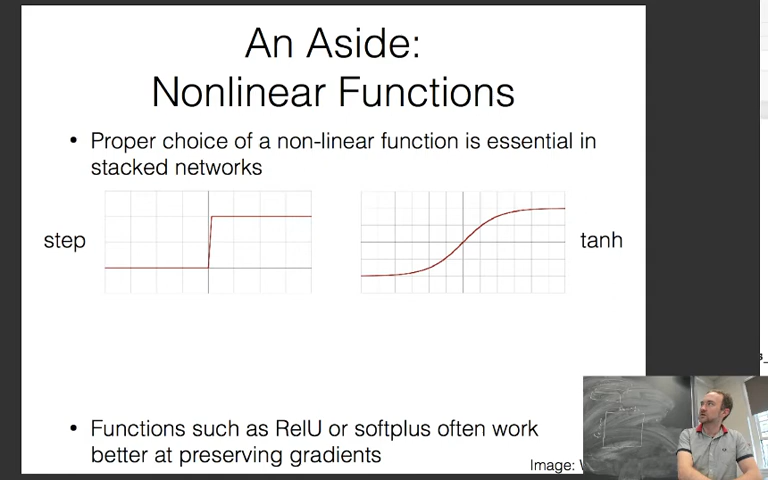 An Aside:
Nonlinear Functions
• Proper choice of a non-linear function is essential in
stacked networks
step
tanh
• Functions such as RelU or softplus often work
better at preserving gradients
Image: